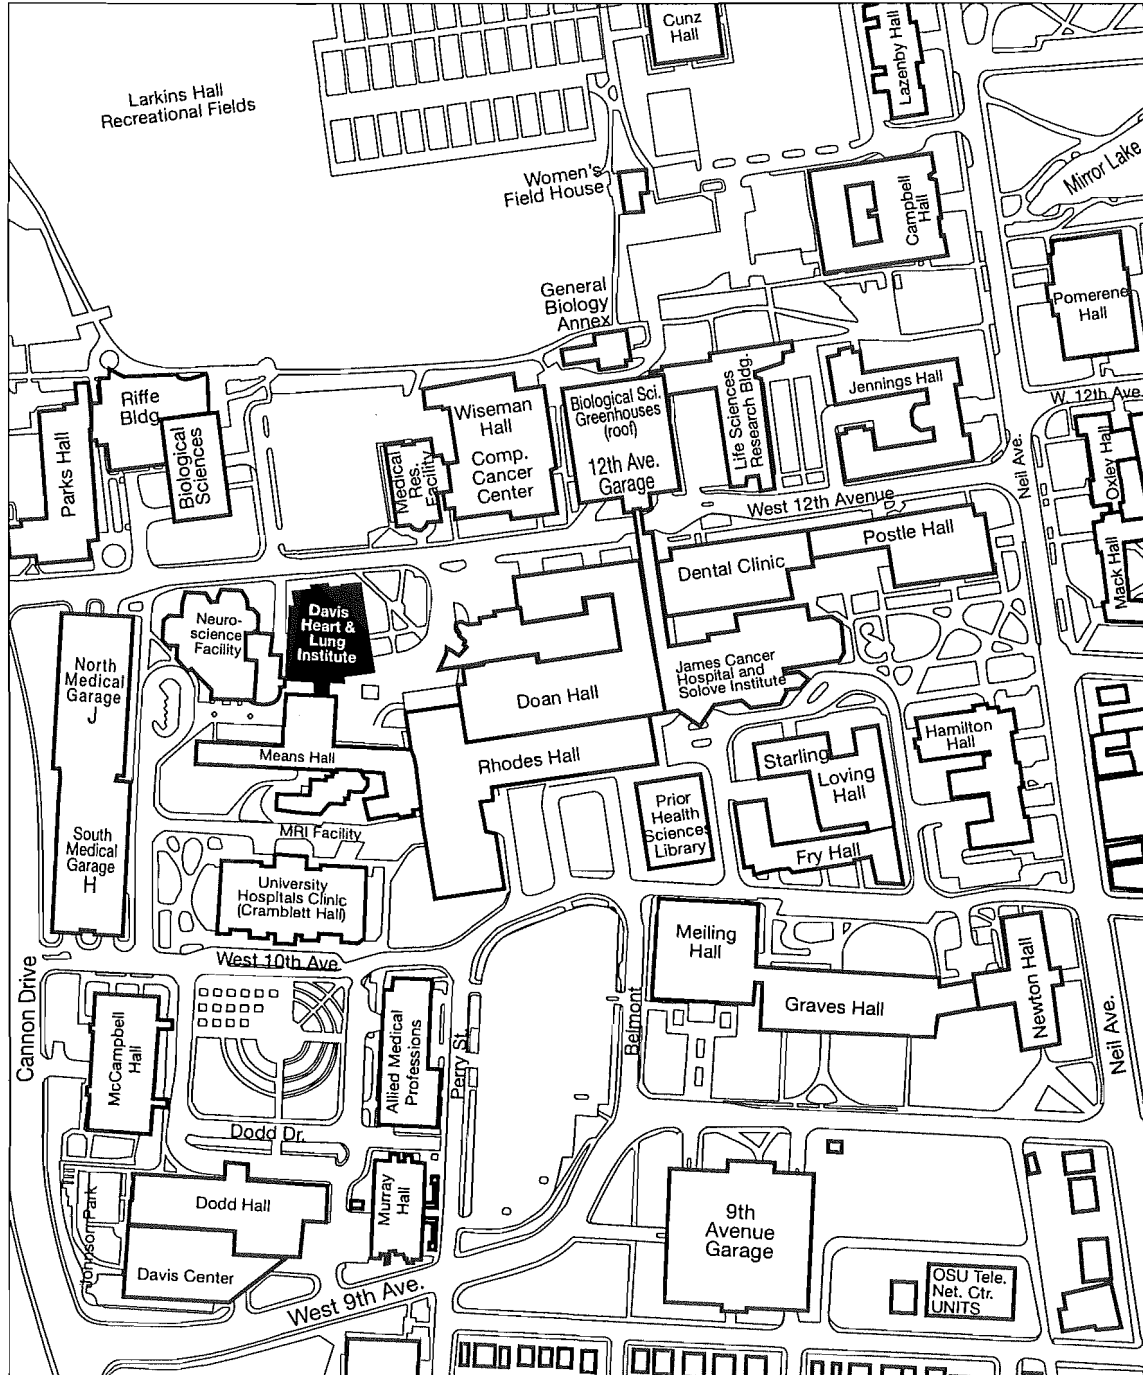 Cunz
Hall
Lazenby Hall
Larkins Hall
Recreational Fields
Mirror Lake
Women's
Field House
Campbell
Hall
General
Biology
Annex
Pomerene
Hall
Riffe
Bldg.
Parks Hall
Biological
Sciences
Wiseman
Hall
Comp.
Cancer
Center
Medical
Res.
Facility
Biological Sci.
Greenhouses
(roof)
12th Ave.
Garage
Life Sciences
Research Bldg.
Jennings Hall
W. 12th Ave.
Neil Ave.
Oxley Hall
Mack Hall
West 12th Avenue
Postle Hall
Dental Clinic
Neuro-
science
Facility
Davis
Heart &
Lung
Institute
North
Medical
Garage
J
James Cancer
Hospital and
Solove Institute
Doan Hall
Means Hall
Rhodes Hall
Starling
Loving
Hall
Hamilton
Hall
Prior
Health
Sciences
Library
MRI Facility
South
Medical
Garage
H
Fry Hall
University
Hospitals Clinic
(Cramblett Hall)
Meiling
Hall
West 10th Ave
Cannon Drive
McCampbell
Hall
Allied Medical
Professions
Perry St.
Belmont
Graves Hall
Newton Hall
Neil Ave.
Dodd Dr.
Johnson Park
Dodd Hall
Murray
Hall
Davis Center
9th
Avenue
Garage
West 9th Ave.
OSU Tele.
Net. Ctr.
UNITS